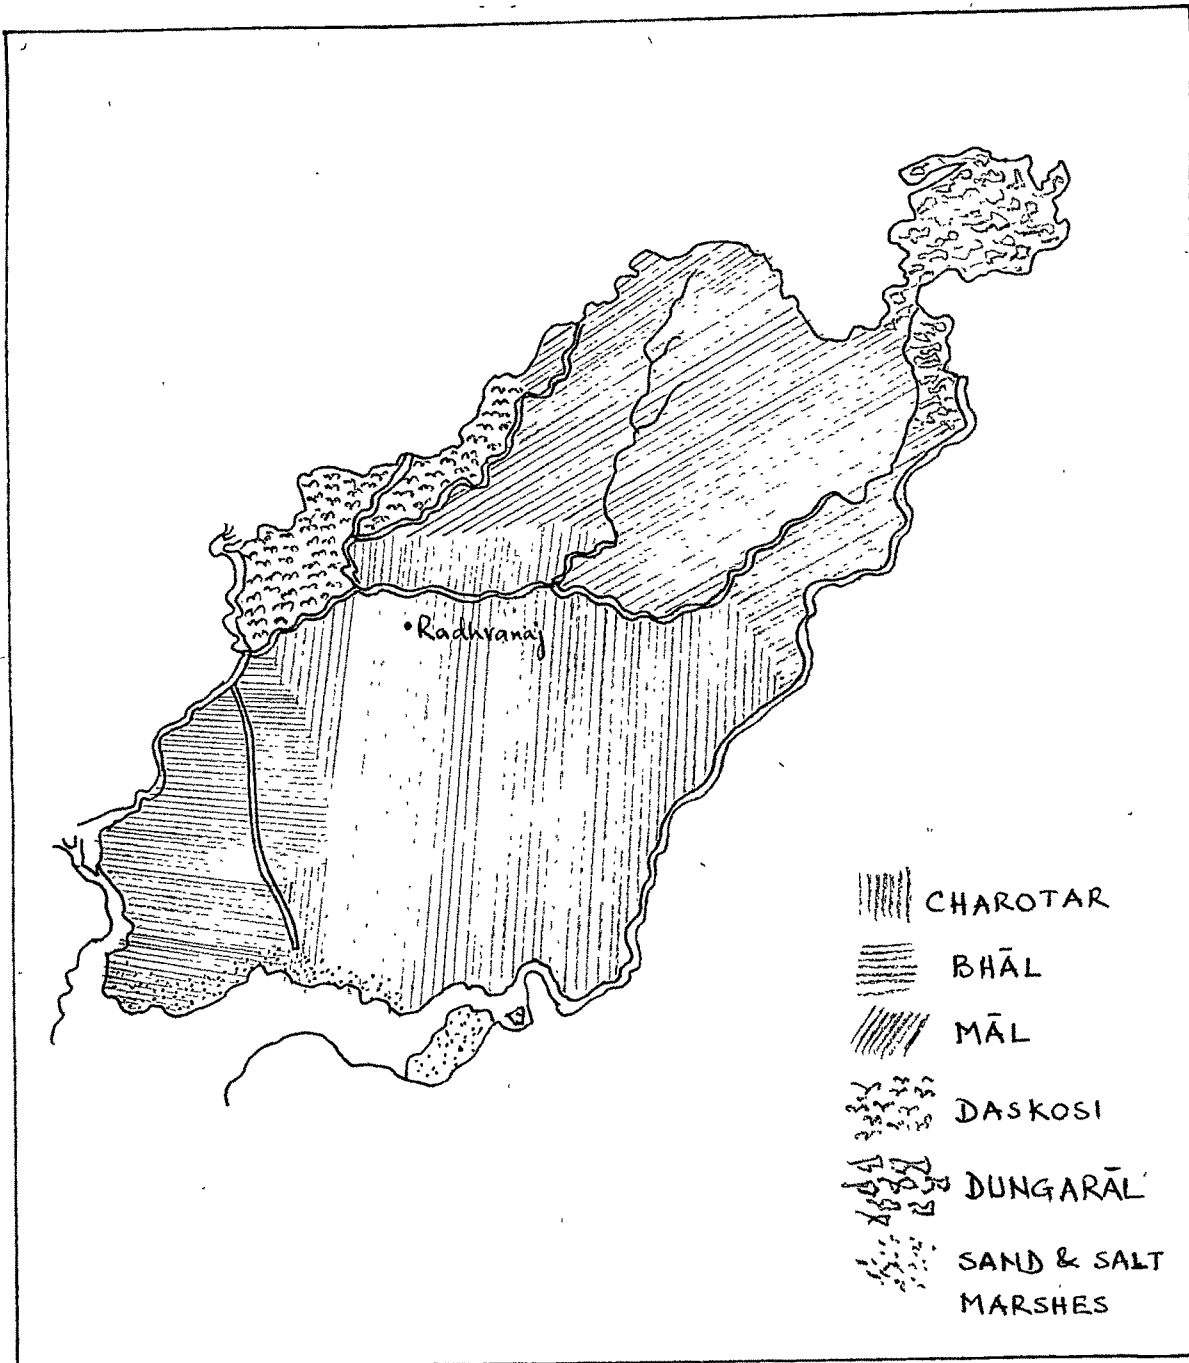 Radhvanaj
CHAROTAR
BHĀL
MĀL
DASKOSI
DUNGARĀL
SAND & SALT
MARSHES